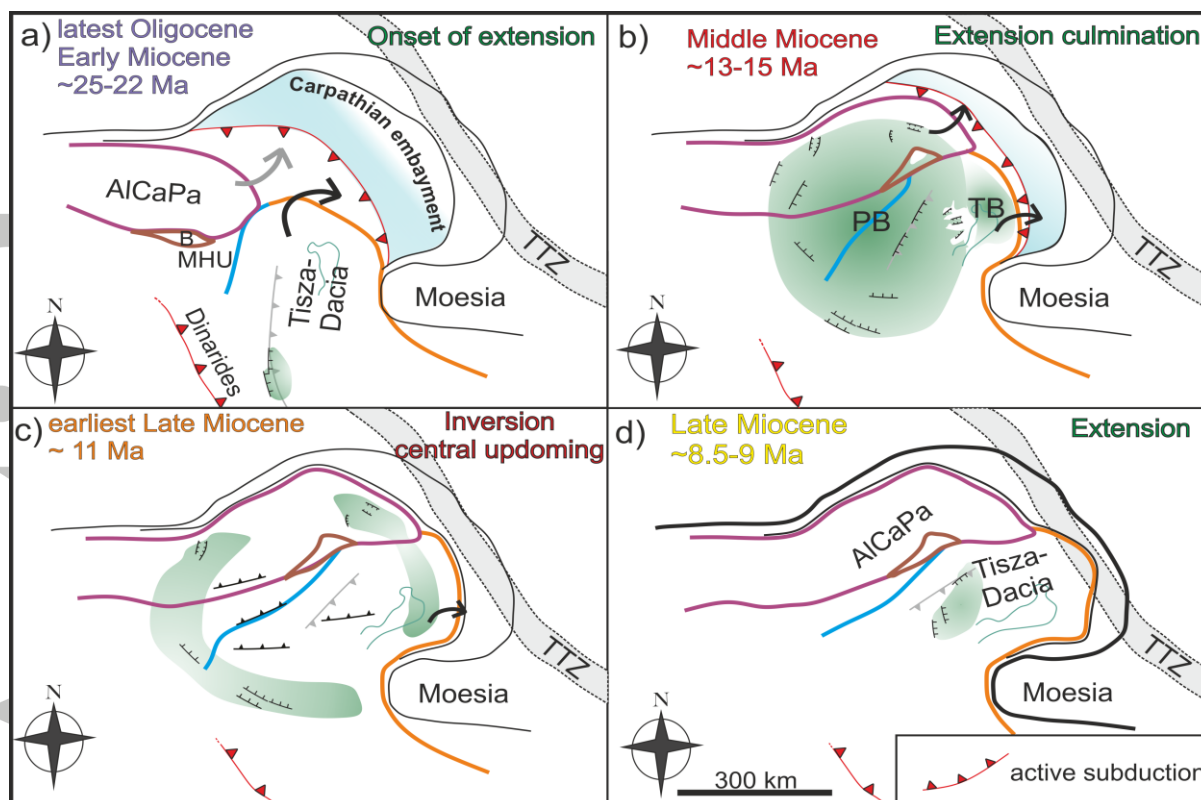 a)
latest Oligocene
Early Miocene
~25-22 Ma
Onset of extension
Carpathian embayment
AlCaPa
B
MHU
Tisza-
Dacia
Dinarides
Moesia
TTZ
N
b)
Middle Miocene
~13-15 Ma
Extension culmination
PB
TB
TTZ
Moesia
N
c)
earliest Late Miocene
~ 11 Ma
Inversion
central updoming
TTZ
Moesia
N
d)
Late Miocene
~8.5-9 Ma
Extension
AlCaPa
Tisza-
Dacia
TTZ
Moesia
N
300 km
active subduction